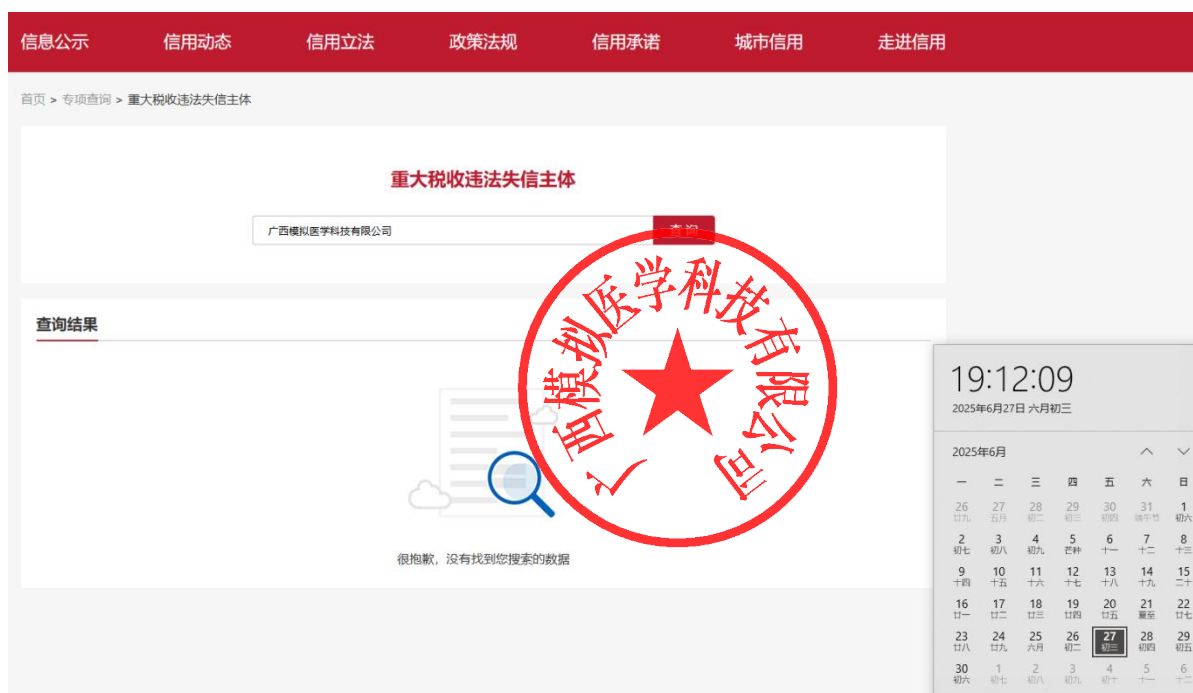 信息公示 信用动态 信用立法 政策法规 信用承诺 城市信用 走进信用
首页 > 专项查询 > 重大税收违法失信主体
重大税收违法失信主体
广西模拟医学科技有限公司 查询
广西模拟医学科技有限公司
查询结果
很抱歉，没有找到您搜索的数据
19:12:09
2025年6月27日 六月初三
2025年6月
一 二 三 四 五 六 日
26 27 28 29 30 31 1
廿九 五月 初二 初三 初四 端午节 初六
2 3 4 5 6 7 8
初七 初八 初九 芒种 十一 十二 十三
9 10 11 12 13 14 15
十四 十五 十六 十七 十八 十九 二十
16 17 18 19 20 21 22
廿一 廿二 廿三 廿四 廿五 夏至 廿七
23 24 25 26 27 28 29
廿八 廿九 六月 初二 初三 初四 初五
30 1 2 3 4 5 6
初六 初七 初八 初九 初十 十一 十二